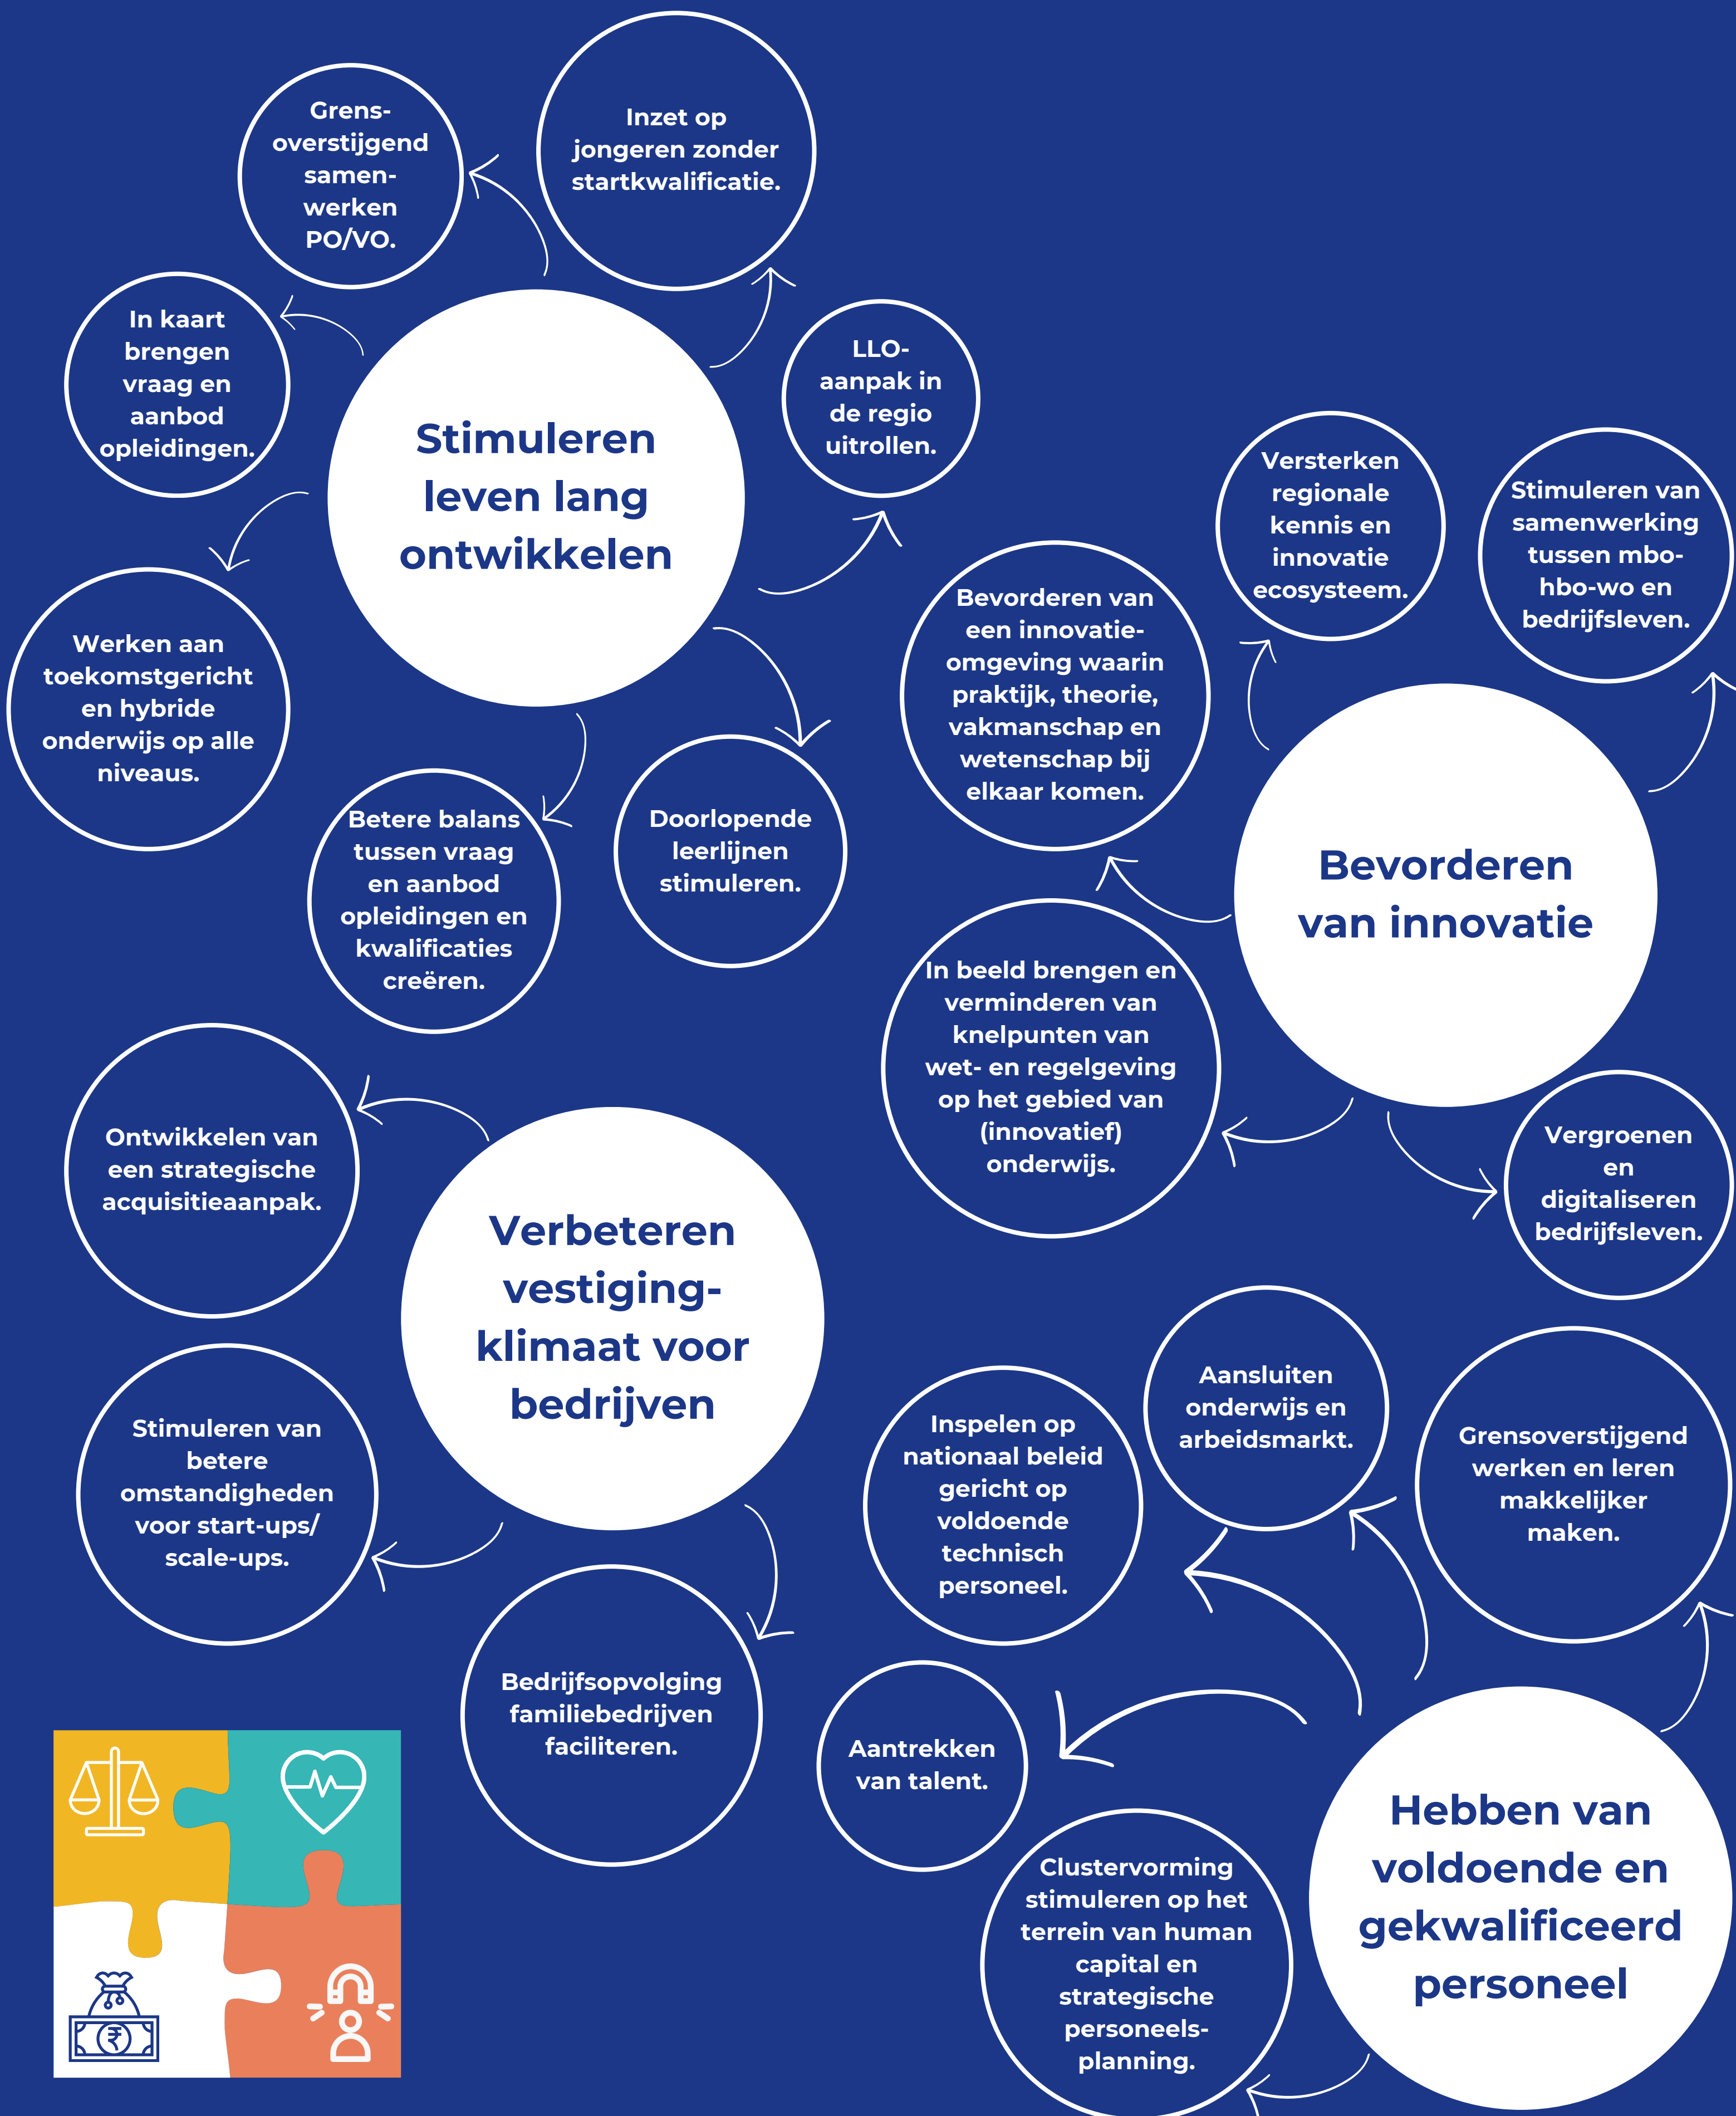 Grens-
overstijgend
samen-
werken
PO/VO.
Inzet op
jongeren zonder
startkwalificatie.
In kaart
brengen
vraag en
aanbod
opleidingen.
LLO-
aanpak in
de regio
uitrollen.
Stimuleren
leven lang
ontwikkelen
Werken aan
toekomstgericht
en hybride
onderwijs op alle
niveaus.
Betere balans
tussen vraag
en aanbod
opleidingen en
kwalificaties
creëren.
Doorlopende
leerlijnen
stimuleren.
Versterken
regionale
kennis en
innovatie
ecosysteem.
Stimuleren van
samenwerking
tussen mbo-
hbo-wo en
bedrijfsleven.
Bevorderen van
een innovatie-
omgeving waarin
praktijk, theorie,
vakmanschap en
wetenschap bij
elkaar komen.
Bevorderen
van innovatie
In beeld brengen en
verminderen van
knelpunten van
wet- en regelgeving
op het gebied van
(innovatief)
onderwijs.
Vergroenen
en
digitaliseren
bedrijfsleven.
Ontwikkelen van
een strategische
acquisitieaanpak.
Verbeteren
vestiging-
klimaat voor
bedrijven
Stimuleren van
betere
omstandigheden
voor start-ups/
scale-ups.
Bedrijfsopvolging
familiebedrijven
faciliteren.
Inspelen op
nationaal beleid
gericht op
voldoende
technisch
personeel.
Aansluiten
onderwijs en
arbeidsmarkt.
Grensoverstijgend
werken en leren
makkelijker
maken.
Aantrekken
van talent.
Hebben van
voldoende en
gekwalificeerd
personeel
Clustervorming
stimuleren op het
terrein van human
capital en
strategische
personeels-
planning.
₹